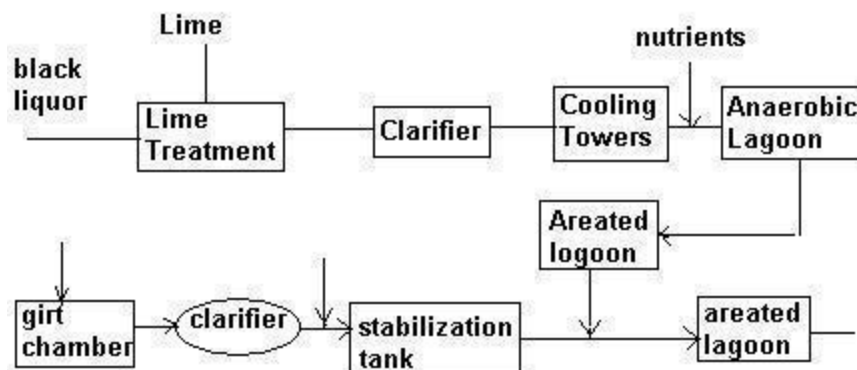 Lime
nutrients
black
liquor
Lime
Treatment
Clarifier
Cooling
Towers
Anaerobic
Lagoon
Areated
logoon
girt
chamber
clarifier
stabilization
tank
areated
lagoon